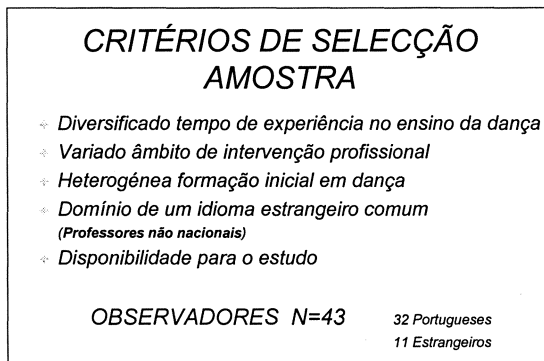 CRITÉRIOS DE SELECÇÃO
AMOSTRA
Diversificado tempo de experiência no ensino da dança
Variado âmbito de intervenção profissional
Heterogénea formação inicial em dança
Domínio de um idioma estrangeiro comum
(Professores não nacionais)
Disponibilidade para o estudo
OBSERVADORES N=43 32 Portugueses
11 Estrangeiros